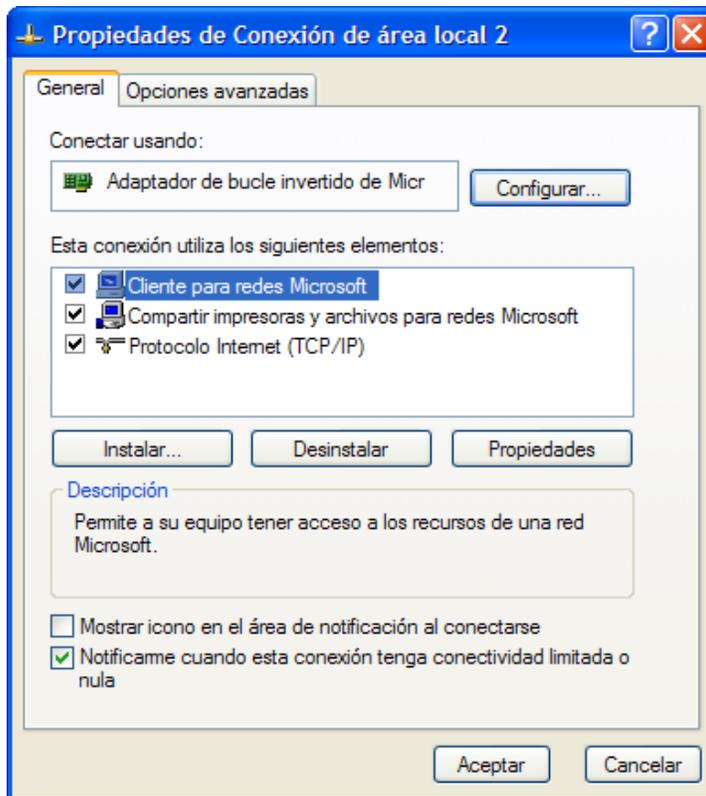 Propiedades de Conexión de área local 2
General
Opciones avanzadas
Conectar usando:
Adaptador de bucle invertido de Micr
Configurar...
Esta conexión utiliza los siguientes elementos:
Cliente para redes Microsoft
Compartir impresoras y archivos para redes Microsoft
Protocolo Internet (TCP/IP)
Instalar...
Desinstalar
Propiedades
Descripción
Permite a su equipo tener acceso a los recursos de una red
Microsoft.
Mostrar icono en el área de notificación al conectarse
Notificarme cuando esta conexión tenga conectividad limitada o
nula
Aceptar
Cancelar